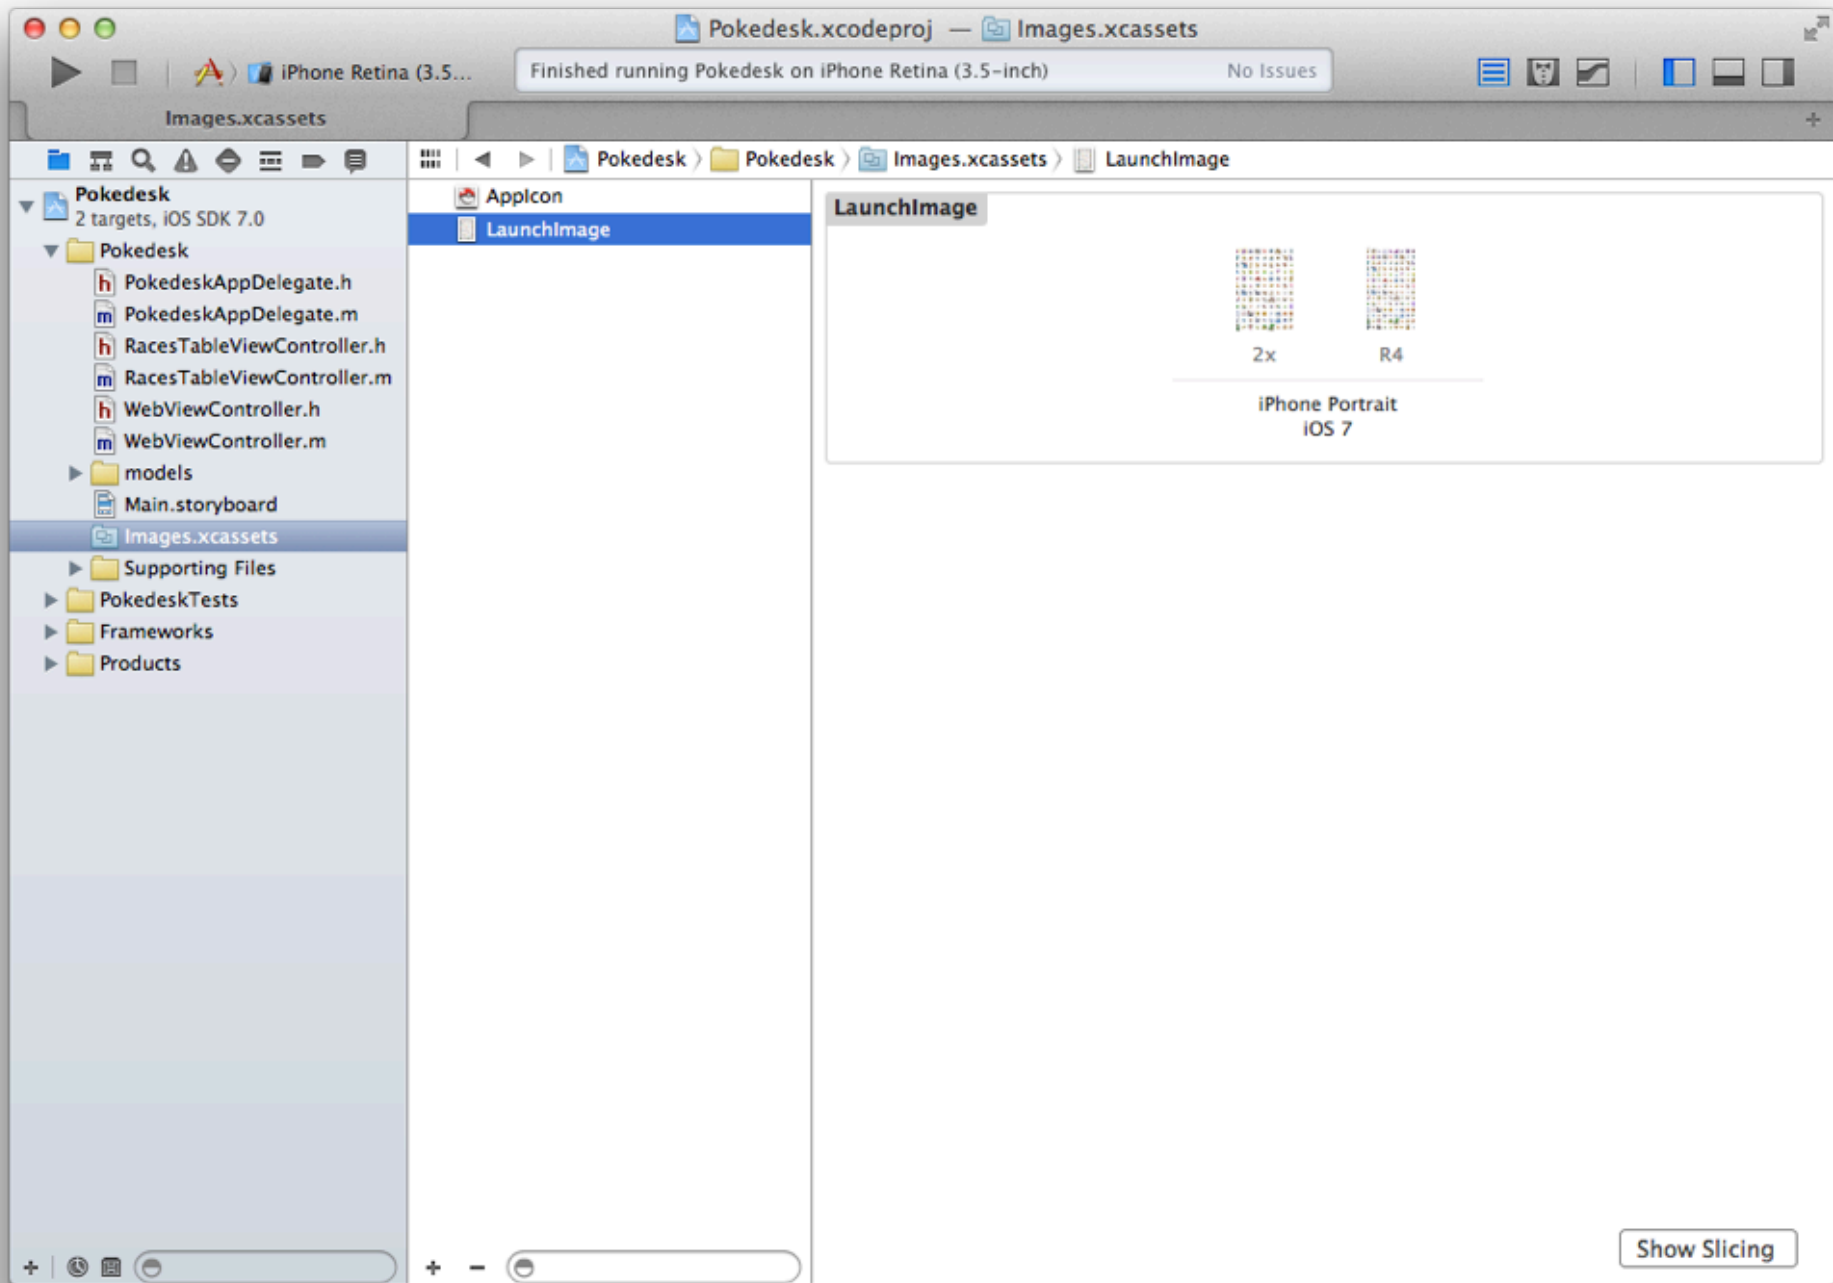 Pokedesk.xcodeproj — Images.xcassets
iPhone Retina (3.5...
Finished running Pokedesk on iPhone Retina (3.5-inch)
No Issues
Images.xcassets
Pokedesk
Pokedesk
Images.xcassets
LaunchImage
Pokedesk
2 targets, iOS SDK 7.0
Pokedesk
h PokedeskAppDelegate.h
m PokedeskAppDelegate.m
h RacesTableViewController.h
m RacesTableViewController.m
h WebViewController.h
m WebViewController.m
models
Main.storyboard
Images.xcassets
Supporting Files
PokedeskTests
Frameworks
Products
AppIcon
LaunchImage
LaunchImage
2x
R4
iPhone Portrait
iOS 7
Show Slicing